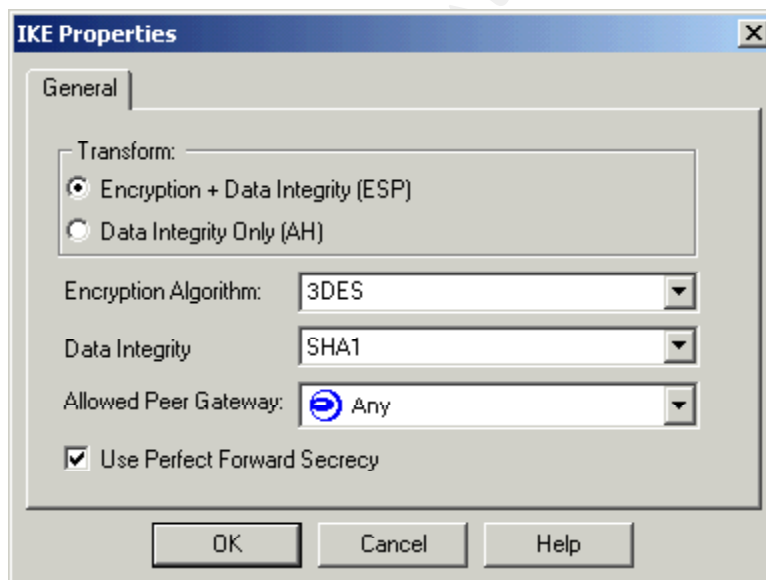 IKE Properties
General
Transform:
Encryption + Data Integrity (ESP)
Data Integrity Only (AH)
Encryption Algorithm: 3DES
Data Integrity SHA1
Allowed Peer Gateway: Any
Use Perfect Forward Secrecy
OK Cancel Help